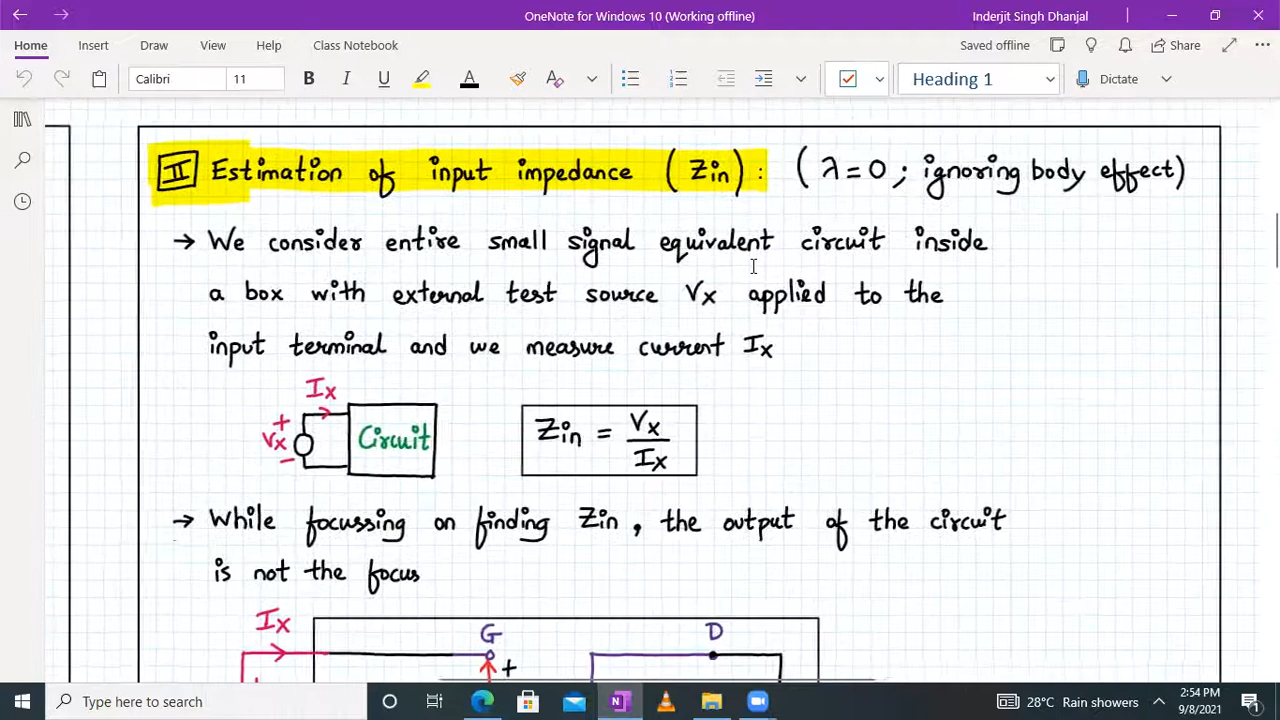 OneNote for Windows 10 (Working offline)
Inderjit Singh Dhanjal
Home Insert Draw View Help Class Notebook
Saved offline
Share
Calibri 11 B I U A A Heading 1 Dictate
II Estimation of input impedance (Zin) : (λ = 0 ; ignoring body effect)
→ We consider entire small signal equivalent circuit inside
a box with external test source Vx applied to the
input terminal and we measure current Ix
Ix
+
Vx
-
Circuit
Zin = Vx
Ix
→ While focussing on finding Zin, the output of the circuit
is not the focus
Ix
G
D
+
Type here to search
28°C Rain showers
2:54 PM
9/8/2021
1